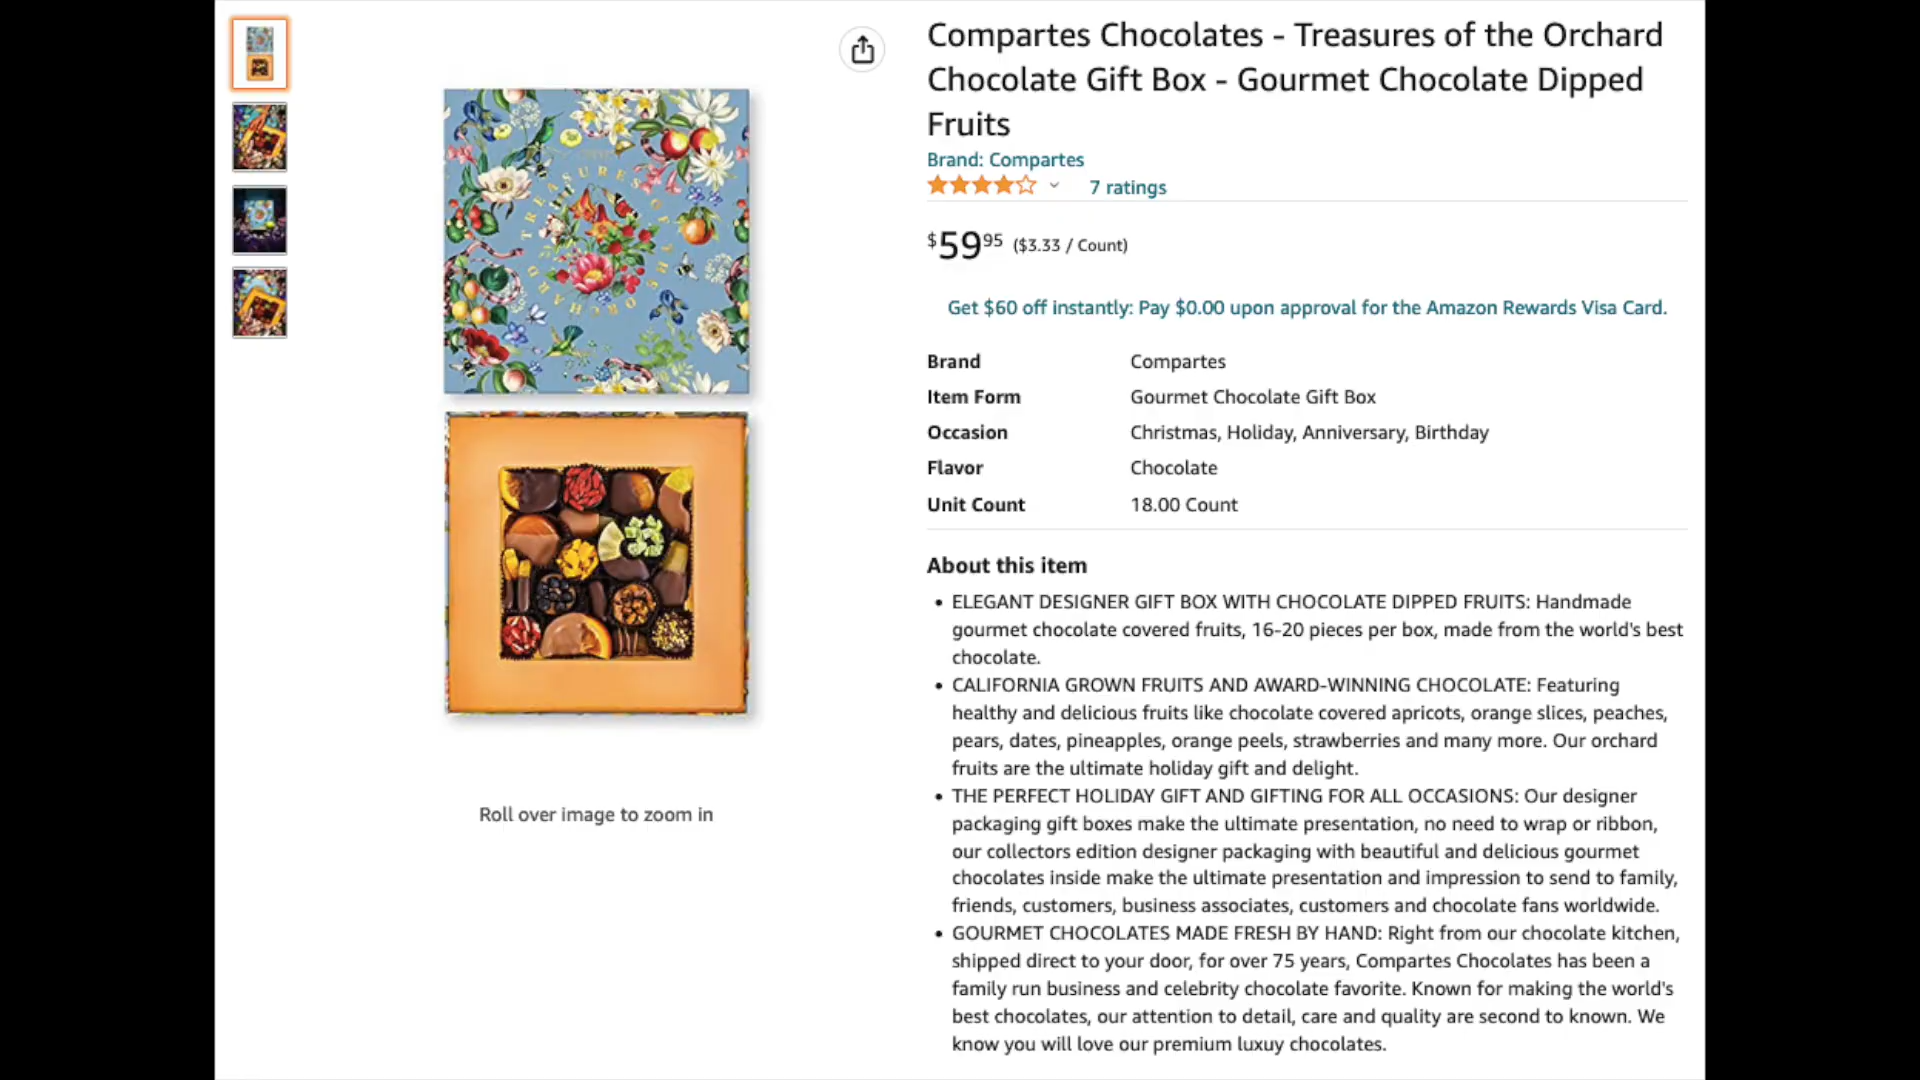 Compartes Chocolates - Treasures of the Orchard
Chocolate Gift Box - Gourmet Chocolate Dipped
Fruits
Brand: Compartes
7 ratings
$59 95 ($3.33 / Count)
Get $60 off instantly: Pay $0.00 upon approval for the Amazon Rewards Visa Card.
Brand Compartes
Item Form Gourmet Chocolate Gift Box
Occasion Christmas, Holiday, Anniversary, Birthday
Flavor Chocolate
Unit Count 18.00 Count
About this item
• ELEGANT DESIGNER GIFT BOX WITH CHOCOLATE DIPPED FRUITS: Handmade
gourmet chocolate covered fruits, 16-20 pieces per box, made from the world's best
chocolate.
• CALIFORNIA GROWN FRUITS AND AWARD-WINNING CHOCOLATE: Featuring
healthy and delicious fruits like chocolate covered apricots, orange slices, peaches,
pears, dates, pineapples, orange peels, strawberries and many more. Our orchard
fruits are the ultimate holiday gift and delight.
• THE PERFECT HOLIDAY GIFT AND GIFTING FOR ALL OCCASIONS: Our designer
packaging gift boxes make the ultimate presentation, no need to wrap or ribbon,
our collectors edition designer packaging with beautiful and delicious gourmet
chocolates inside make the ultimate presentation and impression to send to family,
friends, customers, business associates, customers and chocolate fans worldwide.
• GOURMET CHOCOLATES MADE FRESH BY HAND: Right from our chocolate kitchen,
shipped direct to your door, for over 75 years, Compartes Chocolates has been a
family run business and celebrity chocolate favorite. Known for making the world's
best chocolates, our attention to detail, care and quality are second to known. We
know you will love our premium luxuy chocolates.
TREASURES OF
ORCHARD
Roll over image to zoom in